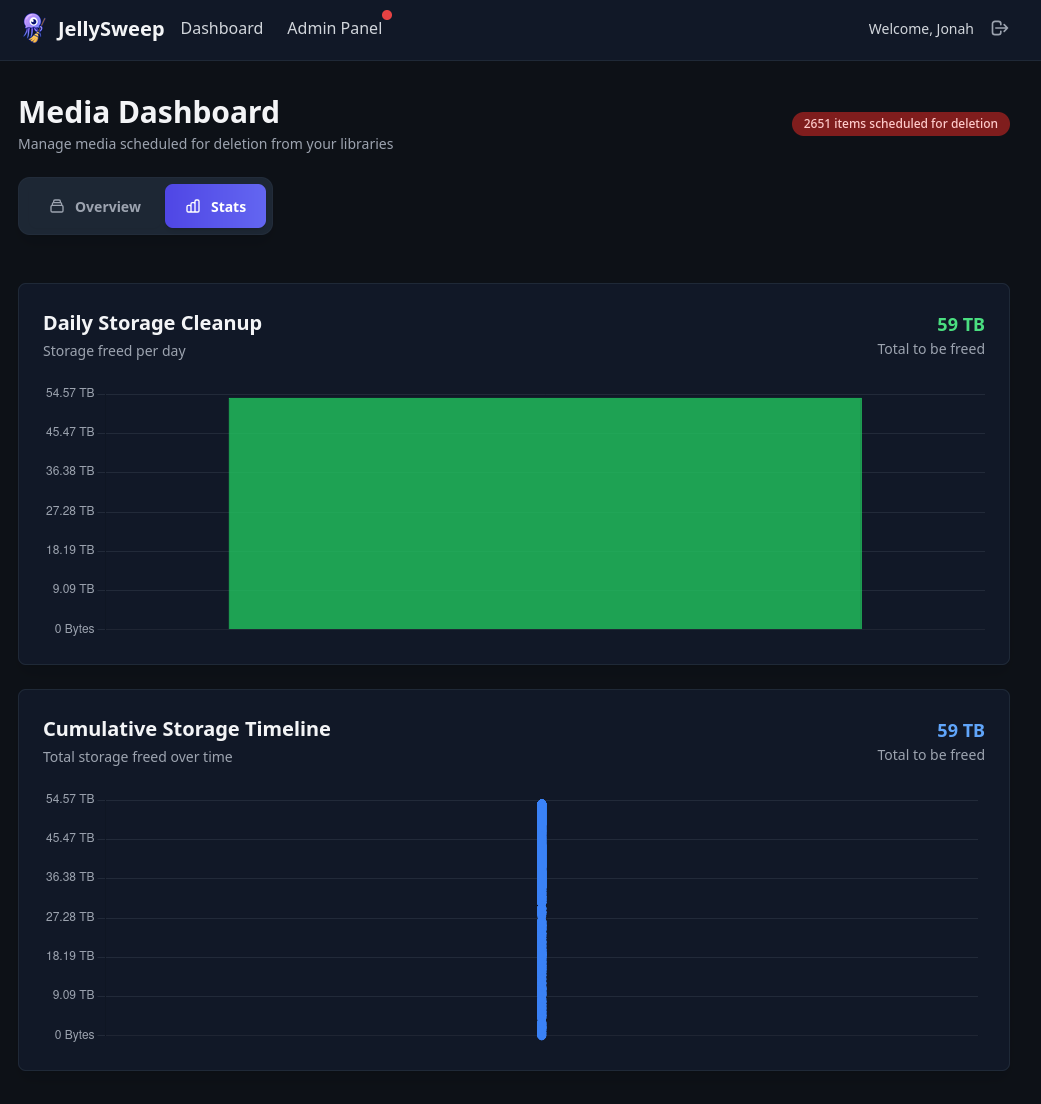 JellySweep Dashboard Admin Panel Welcome, Jonah
Media Dashboard
Manage media scheduled for deletion from your libraries
2651 items scheduled for deletion
Overview Stats
Daily Storage Cleanup
Storage freed per day
59 TB
Total to be freed
54.57 TB
45.47 TB
36.38 TB
27.28 TB
18.19 TB
9.09 TB
0 Bytes
Cumulative Storage Timeline
Total storage freed over time
59 TB
Total to be freed
54.57 TB
45.47 TB
36.38 TB
27.28 TB
18.19 TB
9.09 TB
0 Bytes